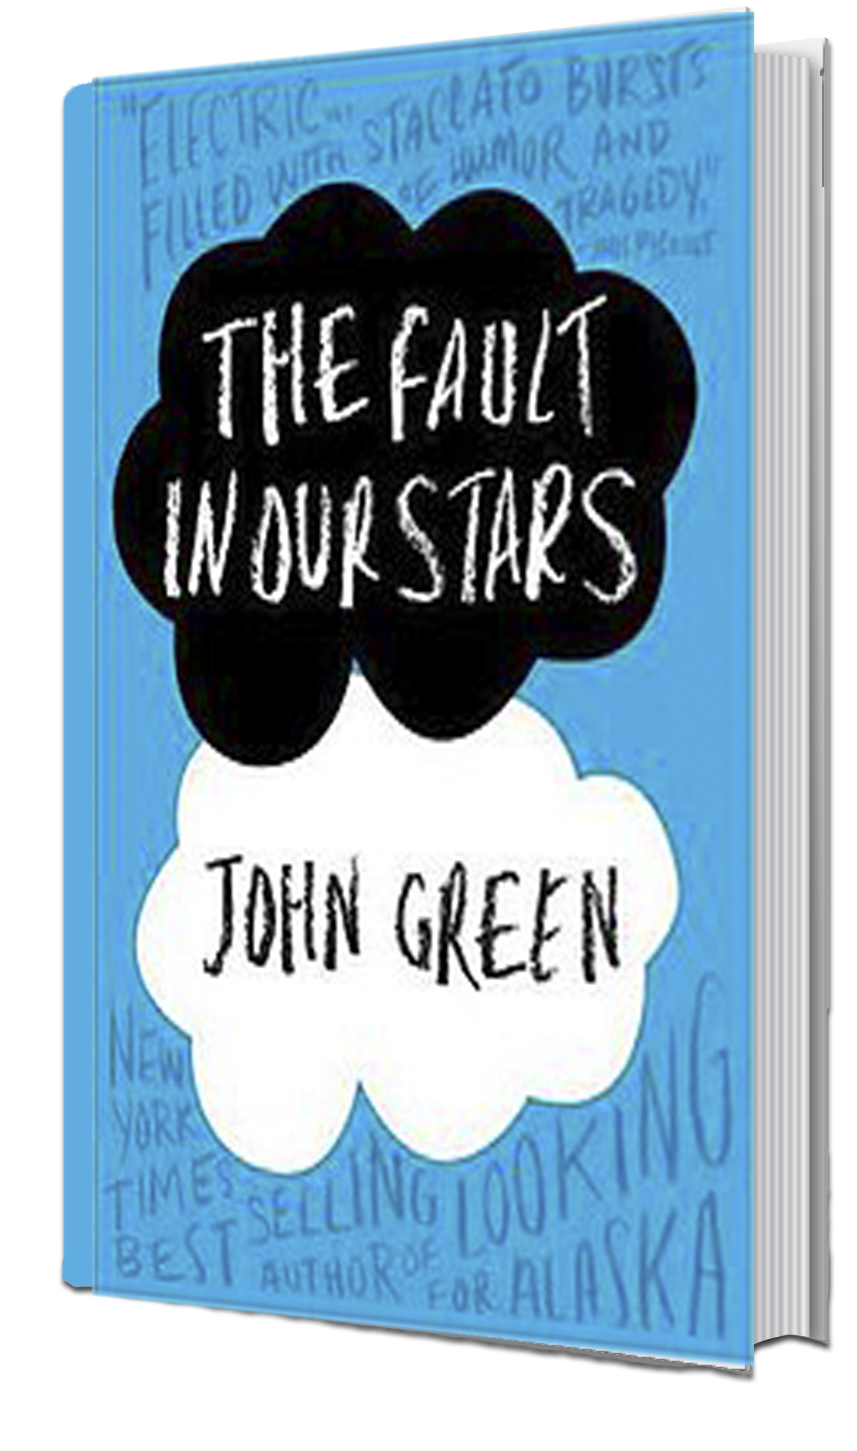 "ELECTRIC...
FILLED WITH STACCATO BURSTS
OF HUMOR AND
TRAGEDY."
THE FAULT
IN OUR STARS
JOHN GREEN
NEW
YORK
TIMES
BEST SELLING
AUTHOR OF
LOOKING
FOR ALASKA